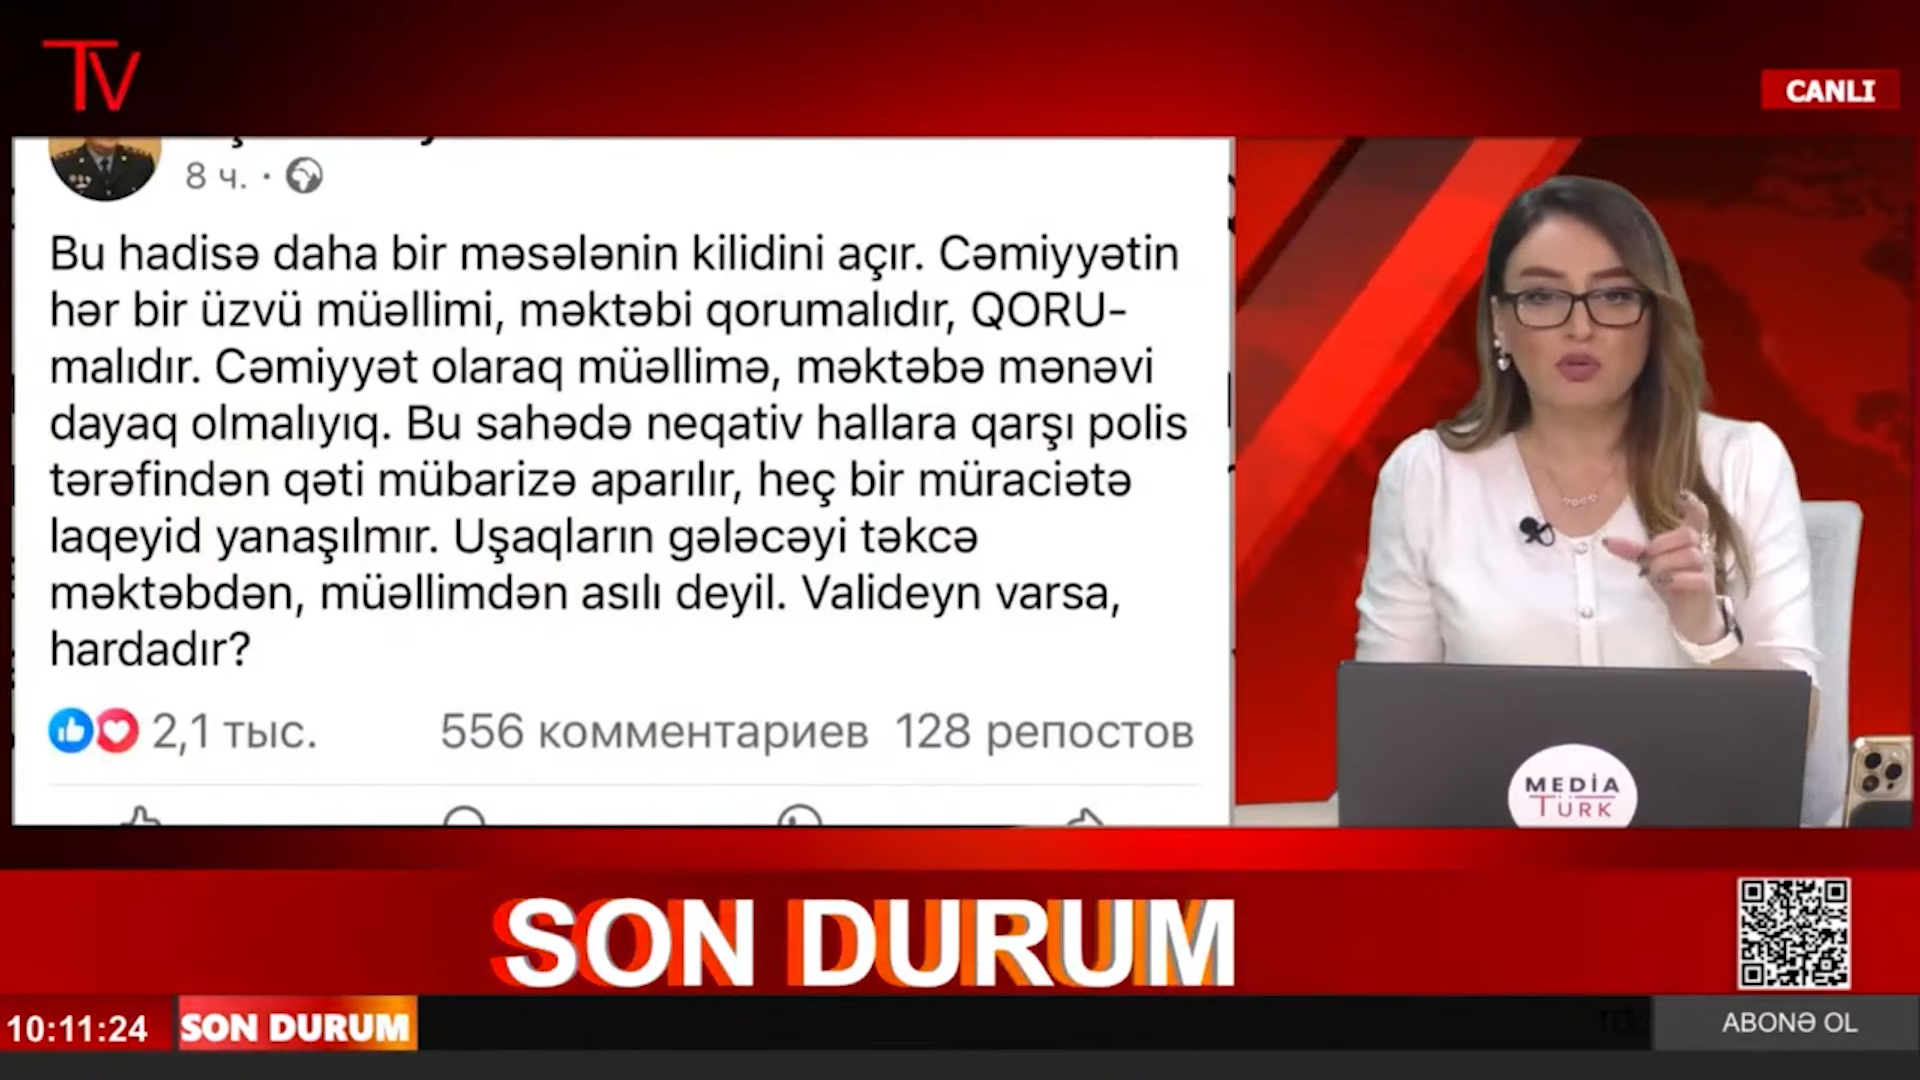 TV
CANLI
8 ч.
Bu hadisə daha bir məsələnin kilidini açır. Cəmiyyətin
hər bir üzvü müəllimi, məktəbi qorumalıdır, QORU-
malıdır. Cəmiyyət olaraq müəllimə, məktəbə mənəvi
dayaq olmalıyıq. Bu sahədə neqativ hallara qarşı polis
tərəfindən qəti mübarizə aparılır, heç bir müraciətə
laqeyid yanaşılmır. Uşaqların gələcəyi təkcə
məktəbdən, müəllimdən asılı deyil. Valideyn varsa,
hardadır?
2,1 тыс.
556 комментариев 128 репостов
MEDİA
TÜRK
SON DURUM
10:11:24
SON DURUM
ABONƏ OL